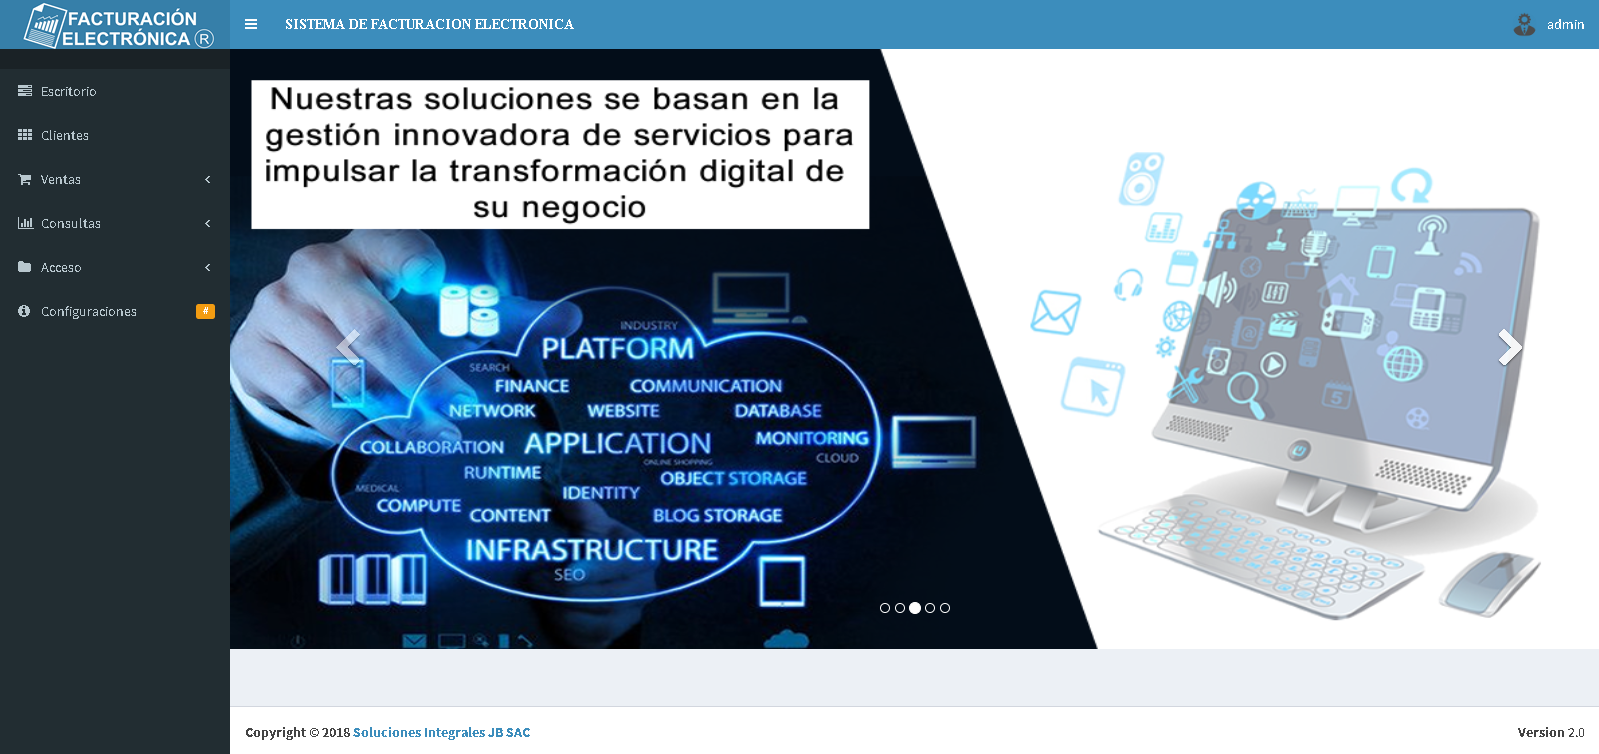 FACTURACIÓN
ELECTRÓNICA ®
SISTEMA DE FACTURACION ELECTRONICA
admin
Escritorio
Clientes
Ventas
Consultas
Acceso
Configuraciones #
Nuestras soluciones se basan en la
gestión innovadora de servicios para
impulsar la transformación digital de
su negocio
INDUSTRY
PLATFORM
SEARCH
FINANCE COMMUNICATION
NETWORK WEBSITE DATABASE
COLLABORATION APPLICATION MONITORING
ONLINE SHOPPING CLOUD
RUNTIME OBJECT STORAGE
MEDICAL IDENTITY
COMPUTE CONTENT BLOG STORAGE
INFRASTRUCTURE
SEO
5
Copyright © 2018 Soluciones Integrales JB SAC
Version 2.0